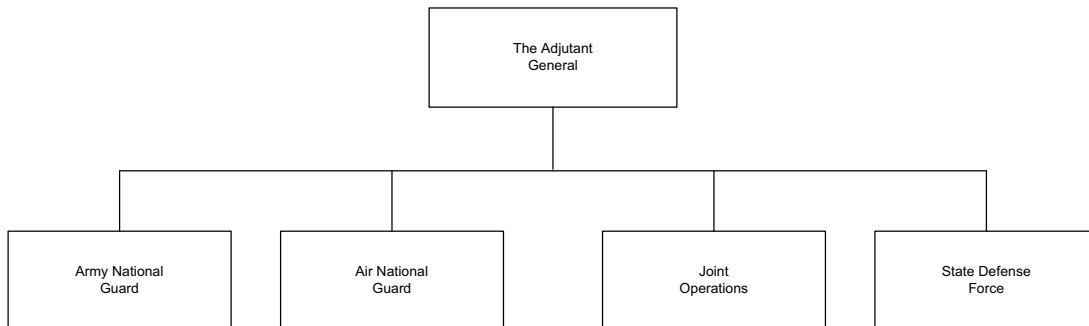 The Adjutant
General
Army National
Guard
Air National
Guard
Joint
Operations
State Defense
Force